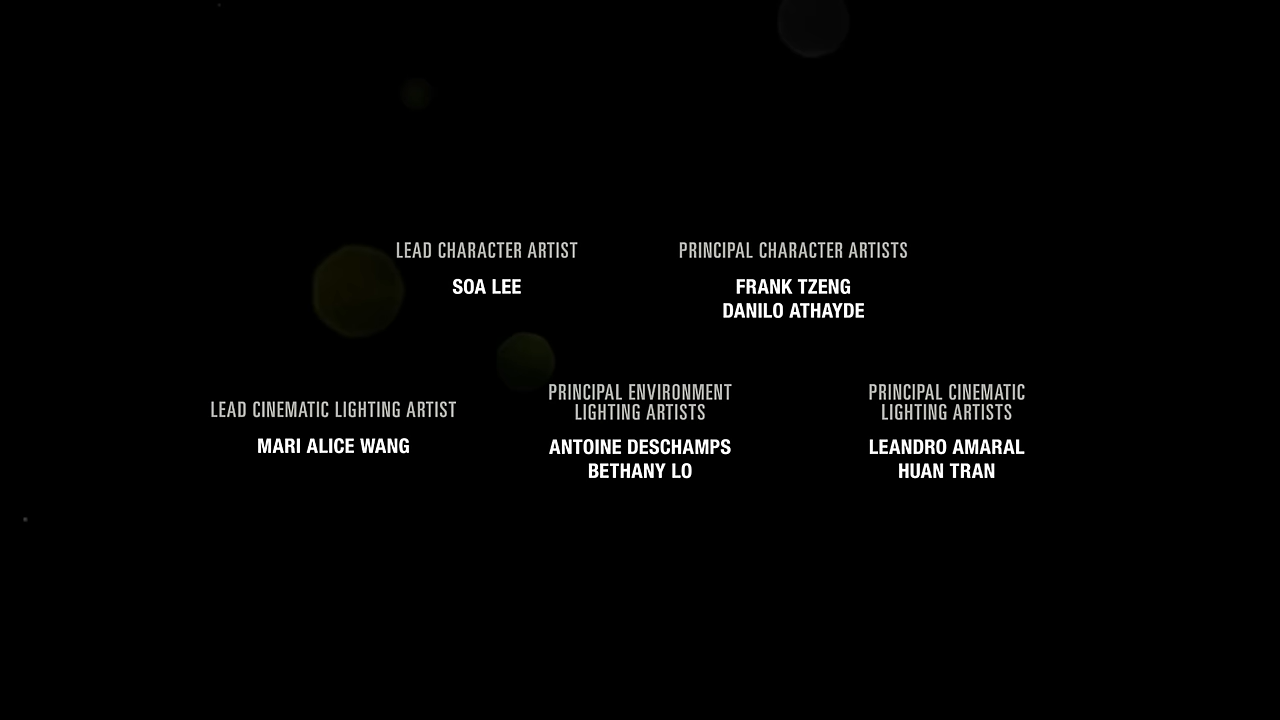 LEAD CHARACTER ARTIST
SOA LEE
PRINCIPAL CHARACTER ARTISTS
FRANK TZENG
DANILO ATHAYDE
LEAD CINEMATIC LIGHTING ARTIST
MARI ALICE WANG
PRINCIPAL ENVIRONMENT
LIGHTING ARTISTS
ANTOINE DESCHAMPS
BETHANY LO
PRINCIPAL CINEMATIC
LIGHTING ARTISTS
LEANDRO AMARAL
HUAN TRAN